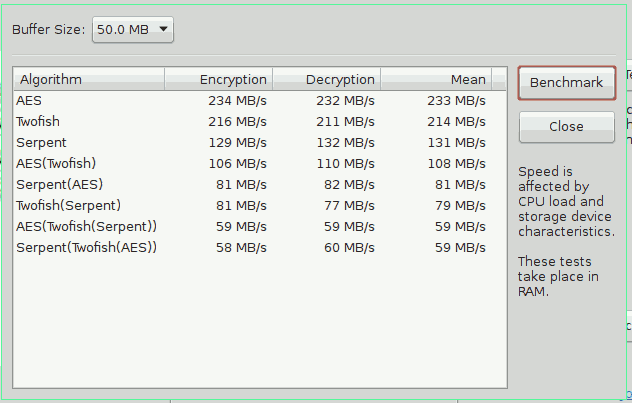 Buffer Size: 50.0 MB
Algorithm Encryption Decryption Mean
AES 234 MB/s 232 MB/s 233 MB/s
Twofish 216 MB/s 211 MB/s 214 MB/s
Serpent 129 MB/s 132 MB/s 131 MB/s
AES(Twofish) 106 MB/s 110 MB/s 108 MB/s
Serpent(AES) 81 MB/s 82 MB/s 81 MB/s
Twofish(Serpent) 81 MB/s 77 MB/s 79 MB/s
AES(Twofish(Serpent)) 59 MB/s 59 MB/s 59 MB/s
Serpent(Twofish(AES)) 58 MB/s 60 MB/s 59 MB/s
Benchmark
Close
Speed is
affected by
CPU load and
storage device
characteristics.
These tests
take place in
RAM.